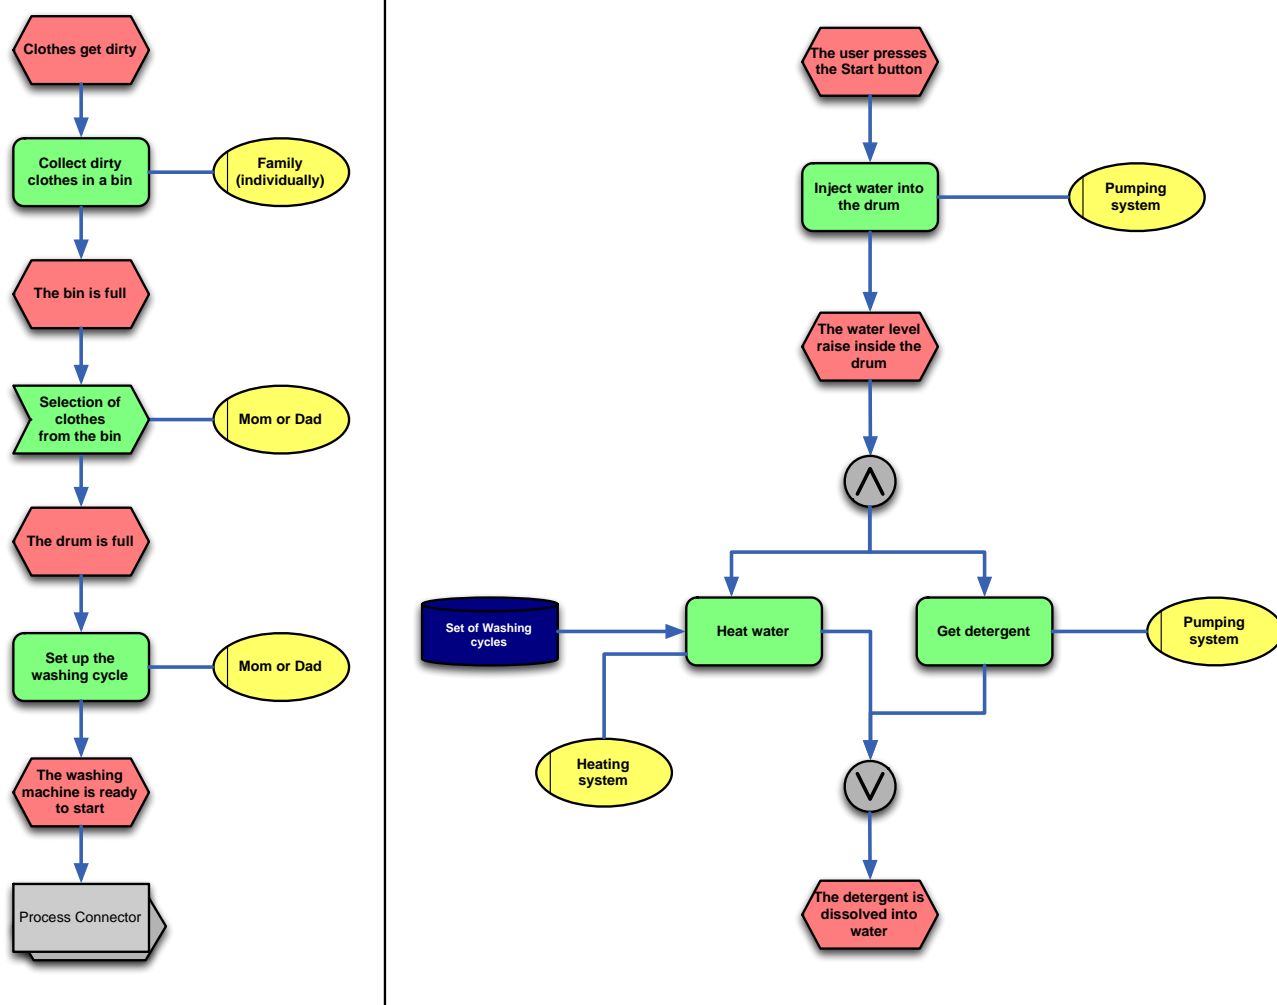 Clothes get dirty
Collect dirty
clothes in a bin
Family
(individually)
The bin is full
Selection of
clothes
from the bin
Mom or Dad
The drum is full
Set up the
washing cycle
Mom or Dad
The washing
machine is ready
to start
Process Connector
The user presses
the Start button
Inject water into
the drum
Pumping
system
The water level
raise inside the
drum
Set of Washing
cycles
Heat water
Get detergent
Pumping
system
Heating
system
The detergent is
dissolved into
water